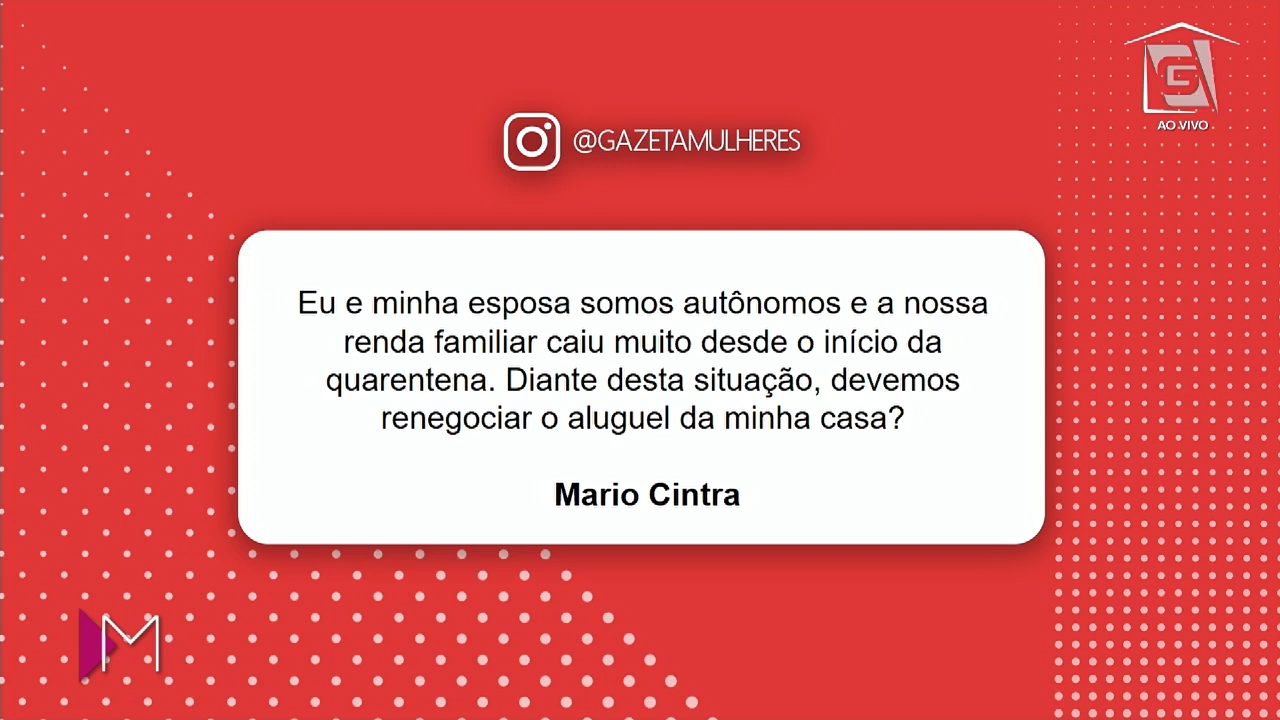 G
AO VIVO
@GAZETAMULHERES
Eu e minha esposa somos autônomos e a nossa
renda familiar caiu muito desde o início da
quarentena. Diante desta situação, devemos
renegociar o aluguel da minha casa?
Mario Cintra
M